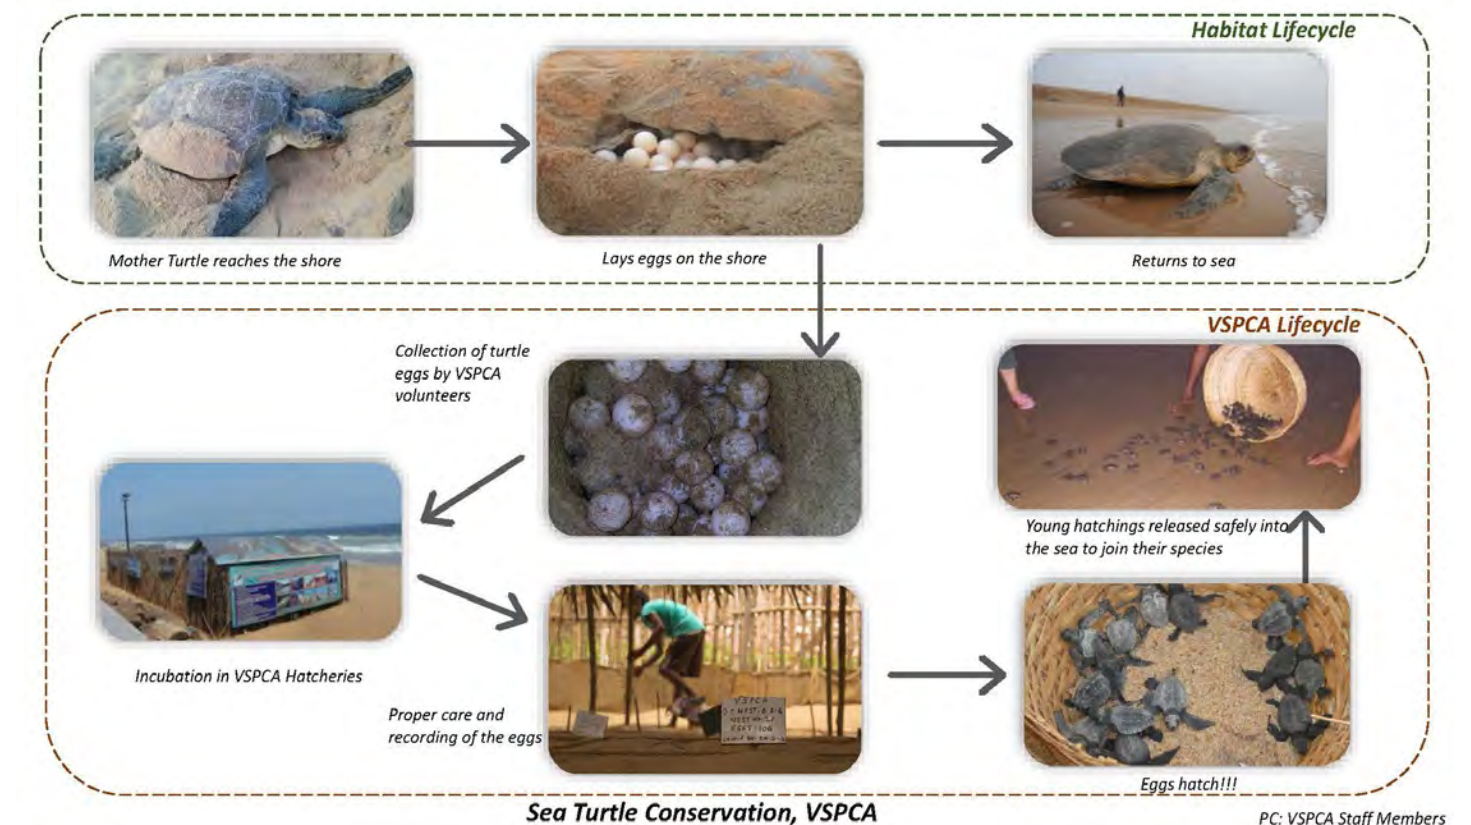 Habitat Lifecycle
Mother Turtle reaches the shore
Lays eggs on the shore
Returns to sea
VSPCA Lifecycle
Collection of turtle
eggs by VSPCA
volunteers
Young hatchings released safely into
the sea to join their species
Incubation in VSPCA Hatcheries
Proper care and
recording of the eggs
VSPCA
Eggs hatch!!!
Sea Turtle Conservation, VSPCA
PC: VSPCA Staff Members